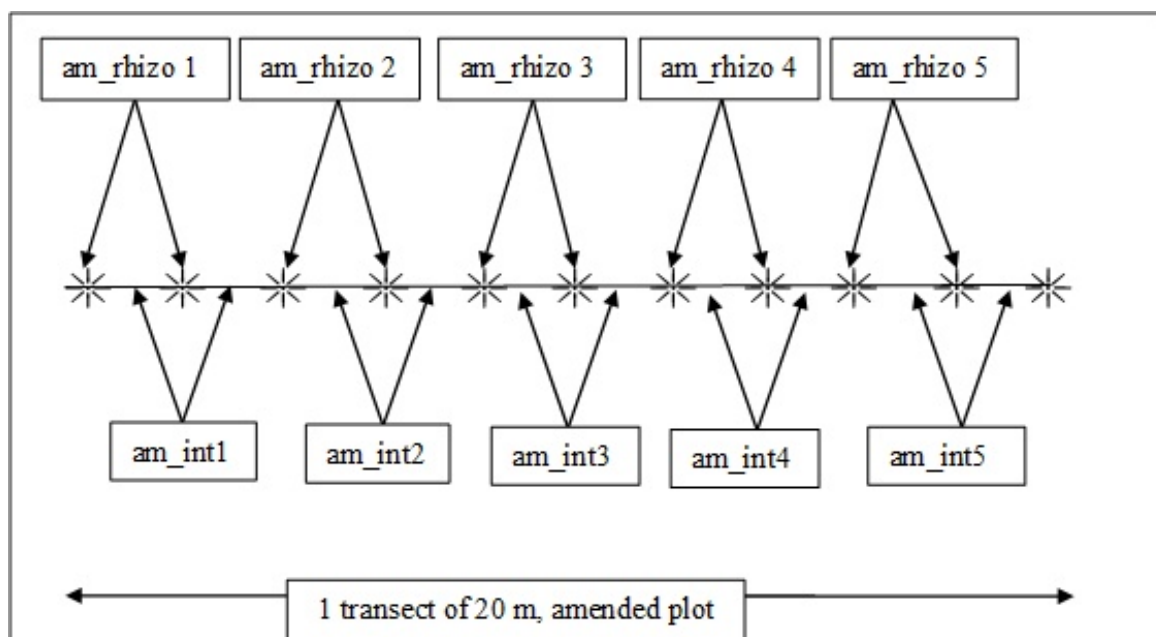 am_rhizo 1
am_rhizo 2
am_rhizo 3
am_rhizo 4
am_rhizo 5
am_int1
am_int2
am_int3
am_int4
am_int5
1 transect of 20 m, amended plot